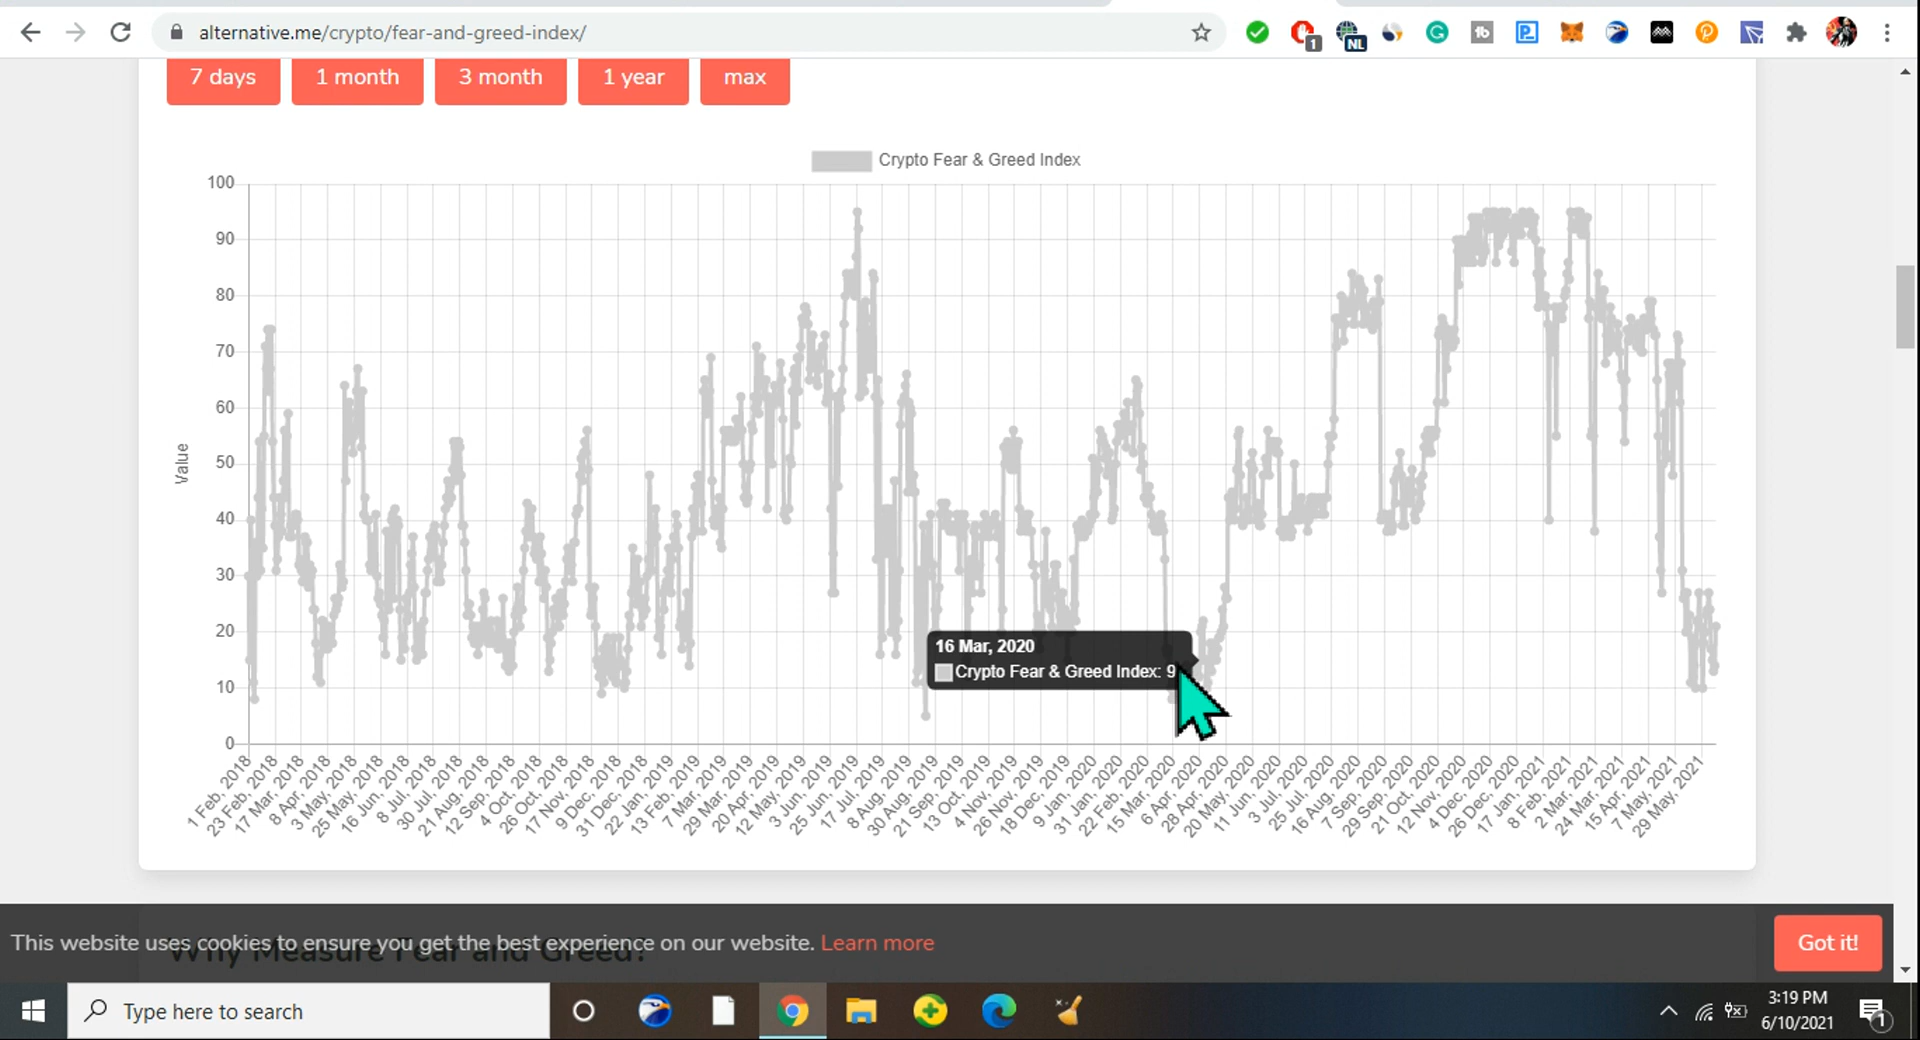 alternative.me/crypto/fear-and-greed-index/
1
NL
7 days
1 month
3 month
1 year
max
Crypto Fear & Greed Index
100
90
80
70
60
50
40
30
20
10
0
Value
16 Mar, 2020
Crypto Fear & Greed Index: 9
1 Feb, 2018
23 Feb, 2018
17 Mar, 2018
8 Apr, 2018
3 May, 2018
25 May, 2018
16 Jun, 2018
8 Jul, 2018
30 Jul, 2018
21 Aug, 2018
12 Sep, 2018
4 Oct, 2018
26 Oct, 2018
17 Nov, 2018
9 Dec, 2018
31 Dec, 2018
22 Jan, 2019
13 Feb, 2019
7 Mar, 2019
29 Mar, 2019
20 Apr, 2019
12 May, 2019
3 Jun, 2019
25 Jun, 2019
17 Jul, 2019
8 Aug, 2019
30 Aug, 2019
21 Sep, 2019
13 Oct, 2019
4 Nov, 2019
26 Nov, 2019
18 Dec, 2019
9 Jan, 2020
31 Jan, 2020
22 Feb, 2020
15 Mar, 2020
6 Apr, 2020
28 Apr, 2020
20 May, 2020
11 Jun, 2020
3 Jul, 2020
25 Jul, 2020
16 Aug, 2020
7 Sep, 2020
29 Sep, 2020
21 Oct, 2020
12 Nov, 2020
4 Dec, 2020
26 Dec, 2020
17 Jan, 2021
8 Feb, 2021
2 Mar, 2021
24 Mar, 2021
15 Apr, 2021
7 May, 2021
29 May, 2021
This website uses cookies to ensure you get the best experience on our website. Learn more
Got it!
Why Measure Fear and Greed?
Type here to search
3:19 PM
6/10/2021
1